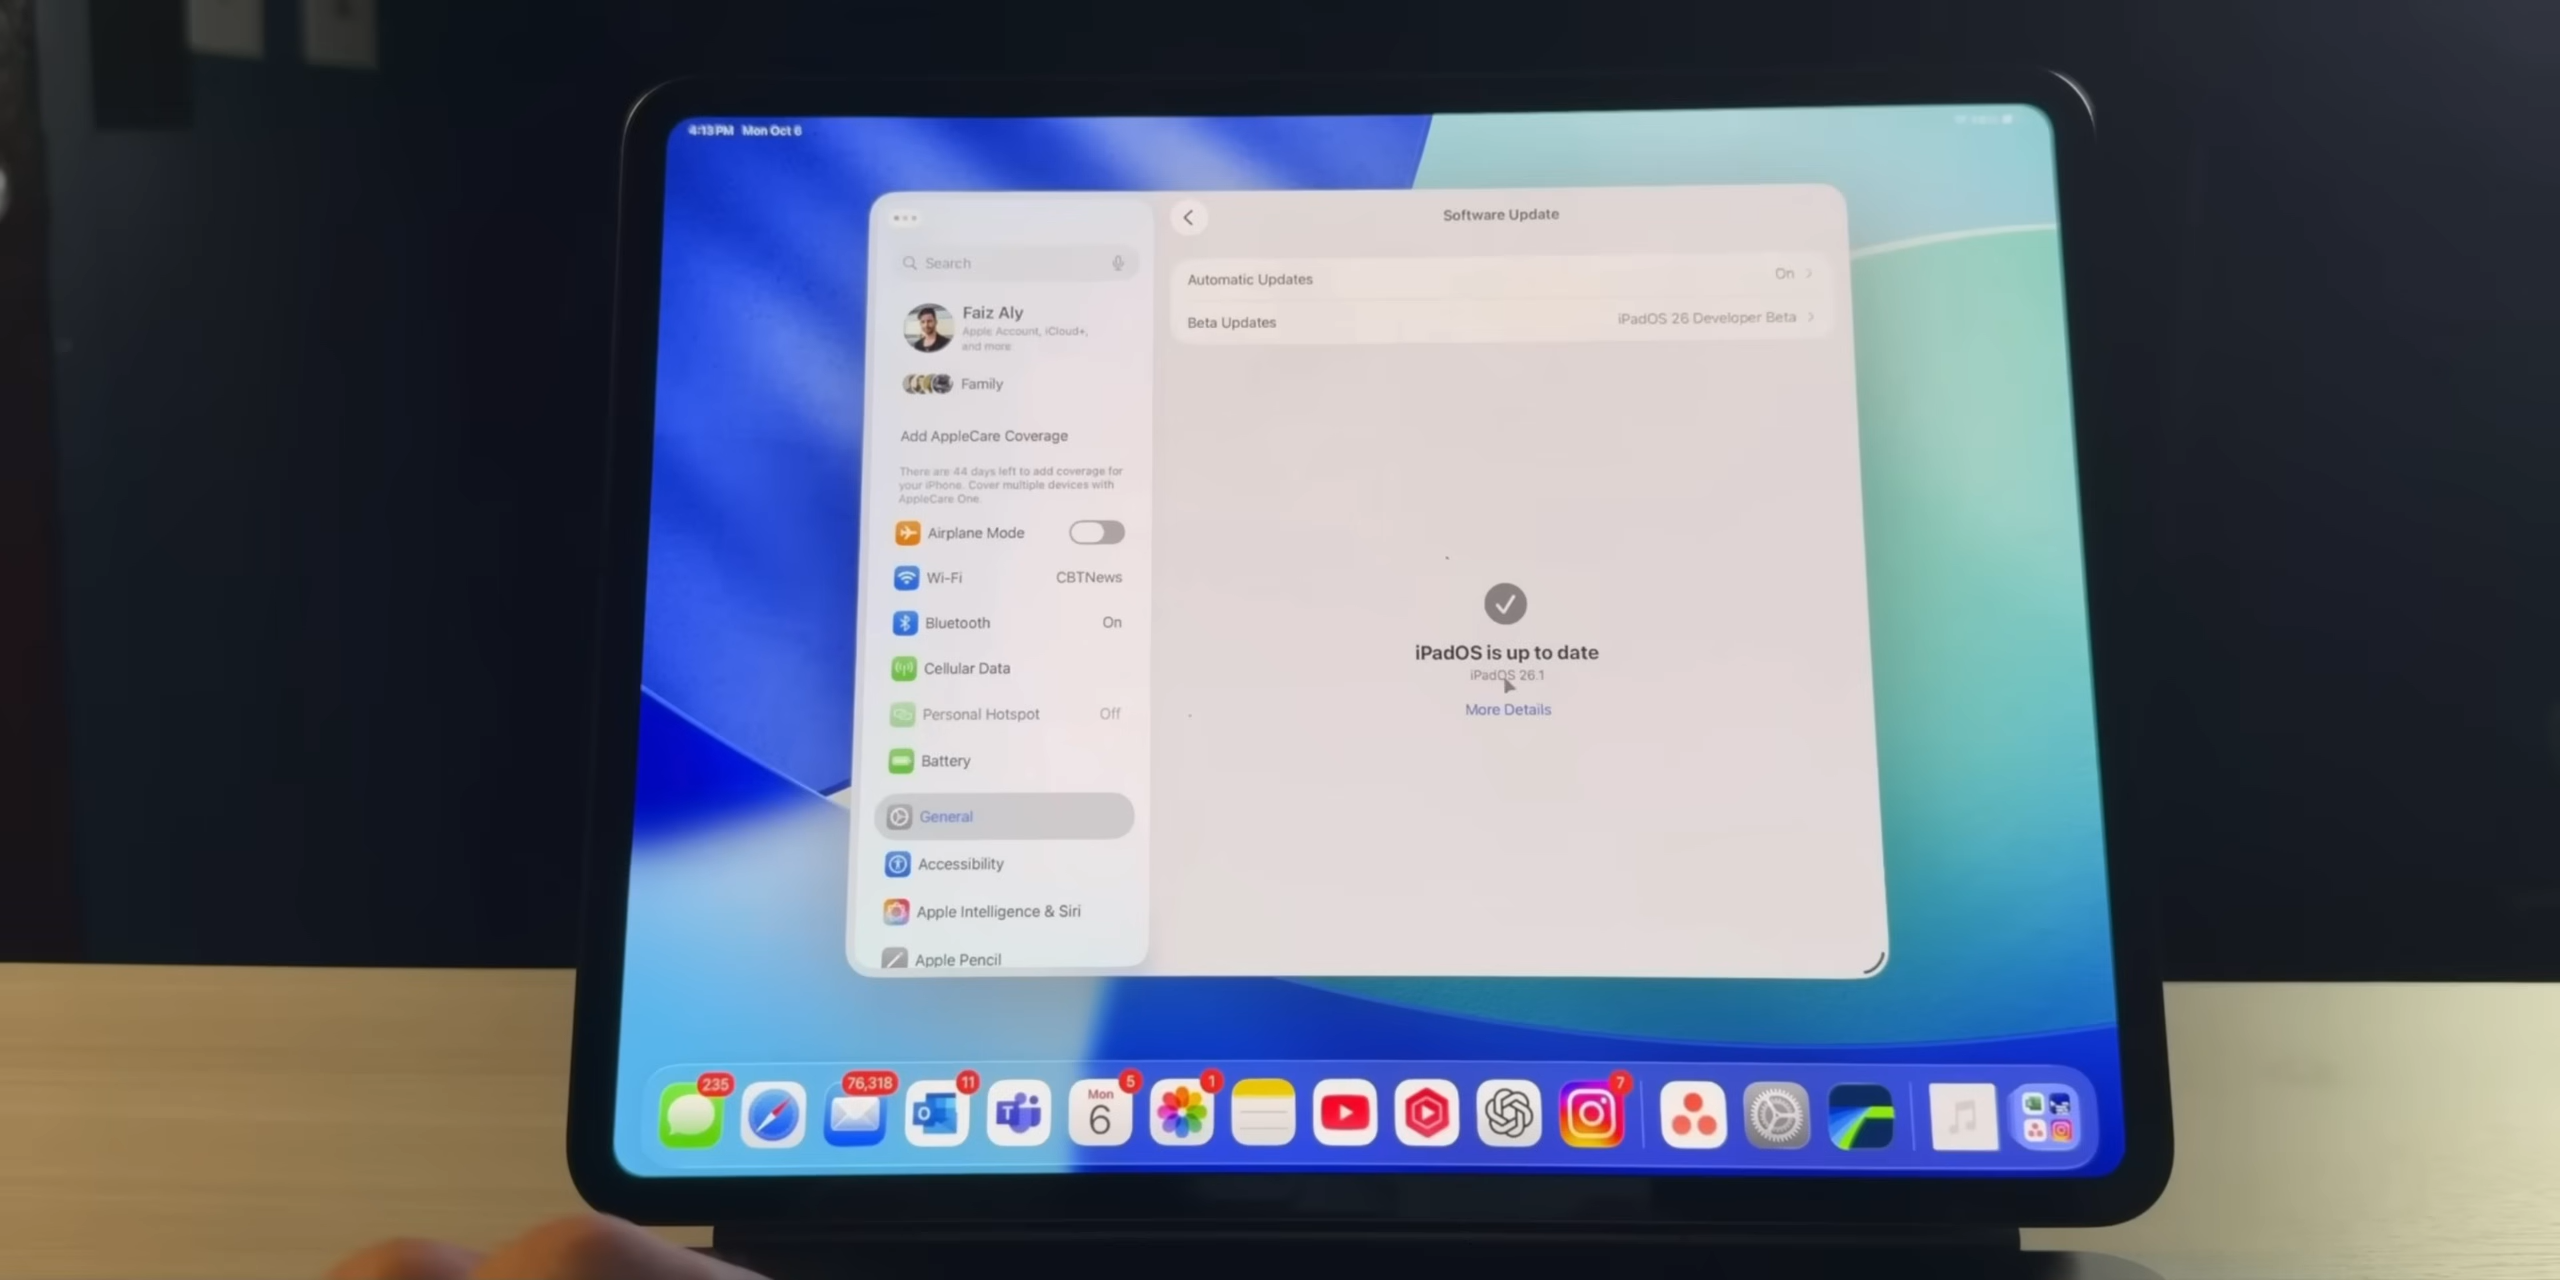 4:13 PM Mon Oct 6
Software Update
Search
Automatic Updates On
Faiz Aly
Apple Account, iCloud+,
and more
Beta Updates iPadOS 26 Developer Beta
Family
Add AppleCare Coverage
There are 44 days left to add coverage for
your iPhone. Cover multiple devices with
AppleCare One.
Airplane Mode
Wi-Fi CBTNews
Bluetooth On
Cellular Data
Personal Hotspot Off
Battery
General
Accessibility
Apple Intelligence & Siri
Apple Pencil
iPadOS is up to date
iPadOS 26.1
More Details
235
76,318
11
5
1
7
Mon
6